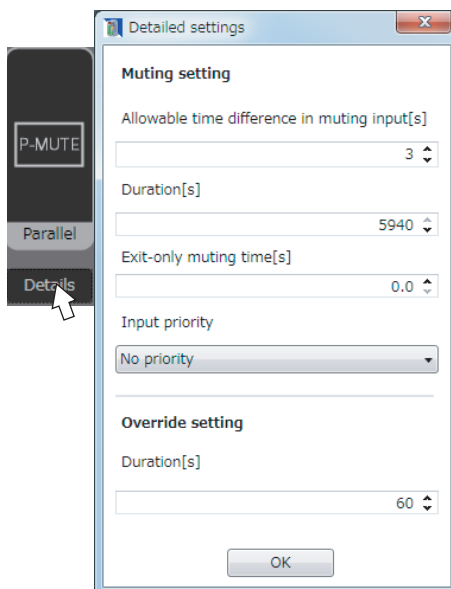 Detailed settings
Muting setting
Allowable time difference in muting input[s]
3
Duration[s]
5940
Exit-only muting time[s]
0.0
Input priority
No priority
Override setting
Duration[s]
60
OK
P-MUTE
Parallel
Details